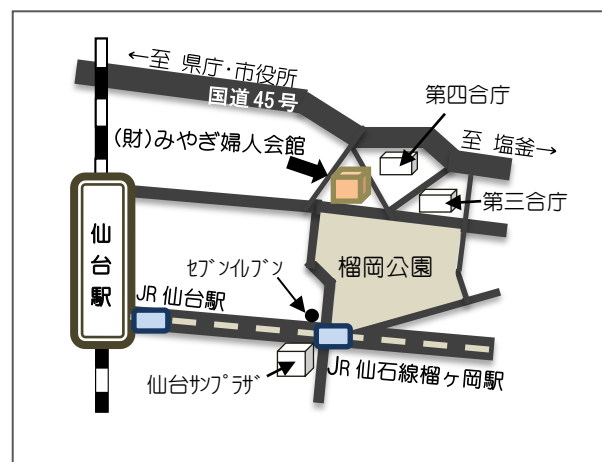 ←至 県庁・市役所
国道45号
第四合庁
至 塩釜→
(財)みやぎ婦人会館
第三合庁
仙台駅
榴岡公園
ｾﾌﾞﾝｲﾚﾌﾞﾝ
JR 仙台駅
JR 仙石線榴ヶ岡駅
仙台ｻﾝﾌﾟﾗｻﾞ